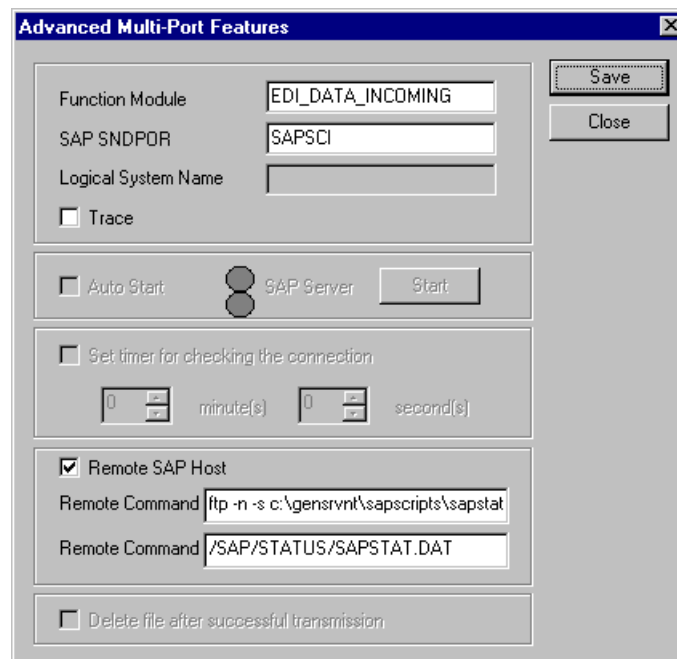 Advanced Multi-Port Features
Save
Close
Function Module EDI_DATA_INCOMING
SAP SNDPOR SAPSCI
Logical System Name
Trace
Auto Start SAP Server Start
Set timer for checking the connection
0 minute(s) 0 second(s)
Remote SAP Host
Remote Command ftp -n -s c:\gensrvnt\sapscripts\sapstat
Remote Command /SAP/STATUS/SAPSTAT.DAT
Delete file after successful transmission